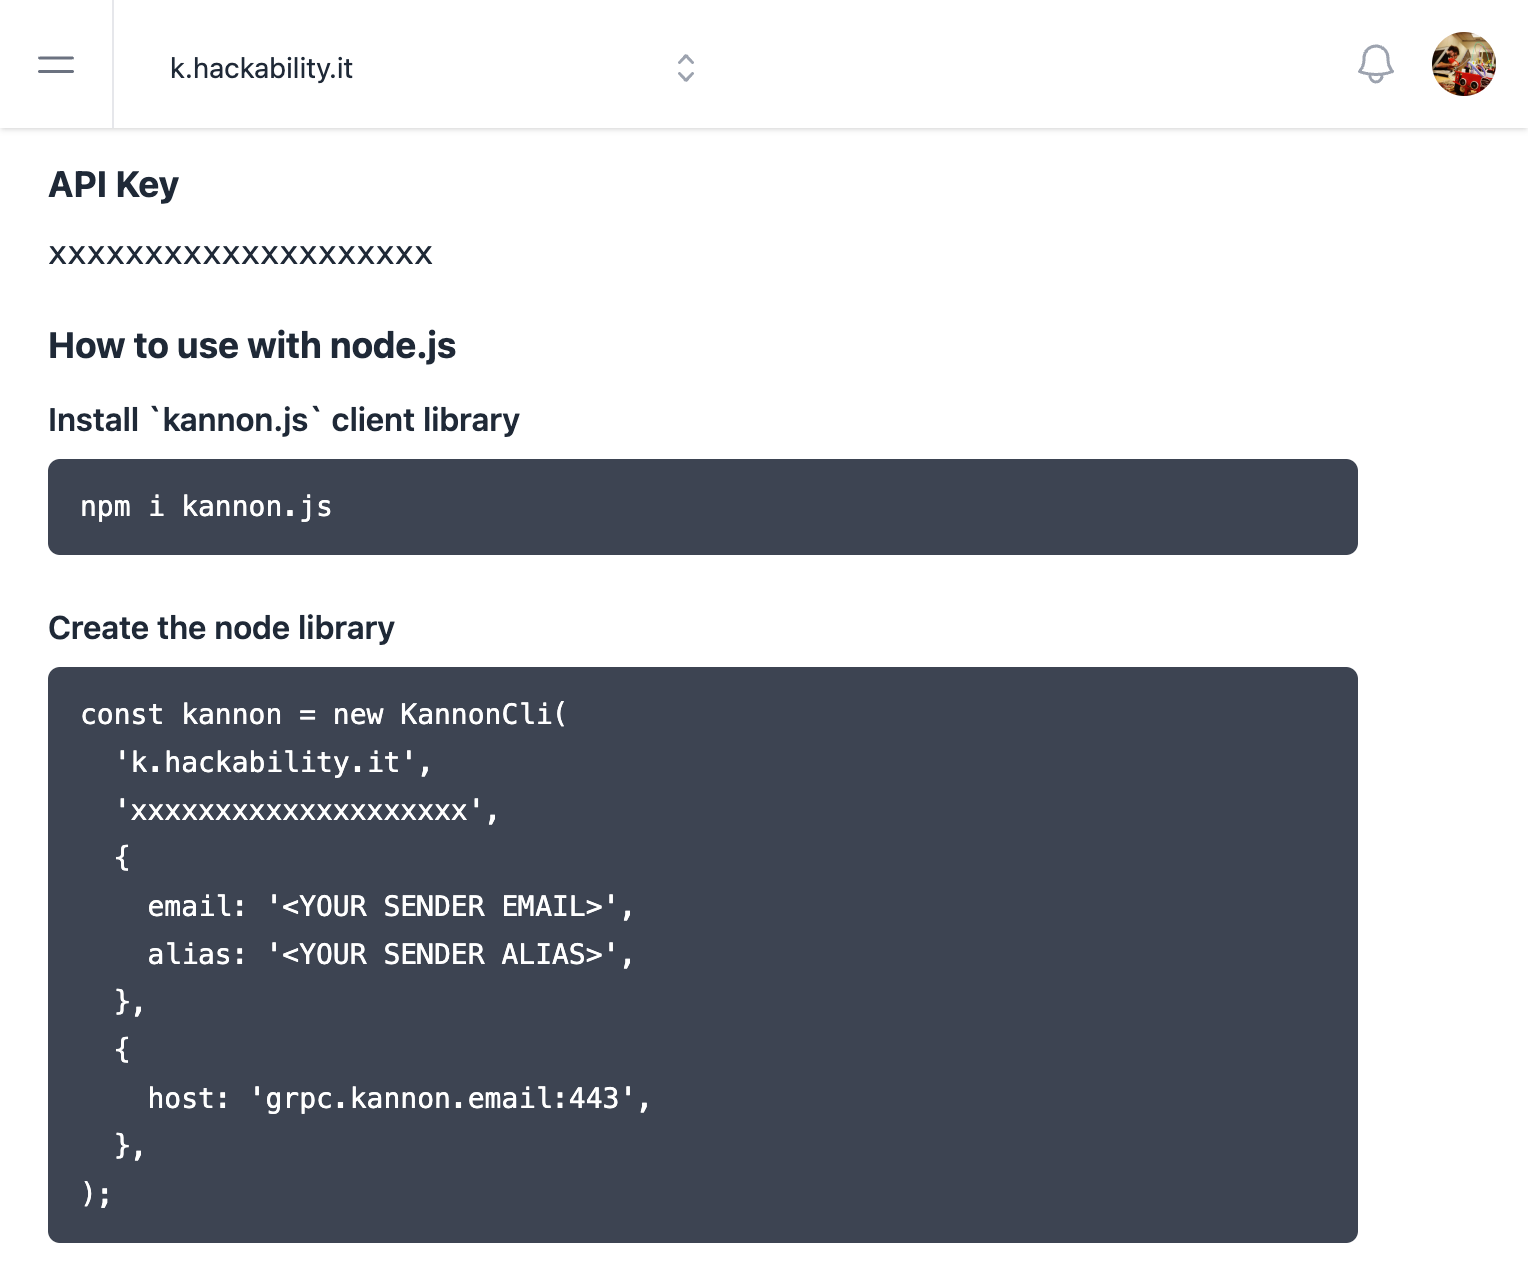 k.hackability.it
API Key
xxxxxxxxxxxxxxxxxxxx
How to use with node.js
Install `kannon.js` client library
npm i kannon.js
Create the node library
const kannon = new KannonCli(
  'k.hackability.it',
  'xxxxxxxxxxxxxxxxxxxx',
  {
    email: '<YOUR SENDER EMAIL>',
    alias: '<YOUR SENDER ALIAS>',
  },
  {
    host: 'grpc.kannon.email:443',
  },
);